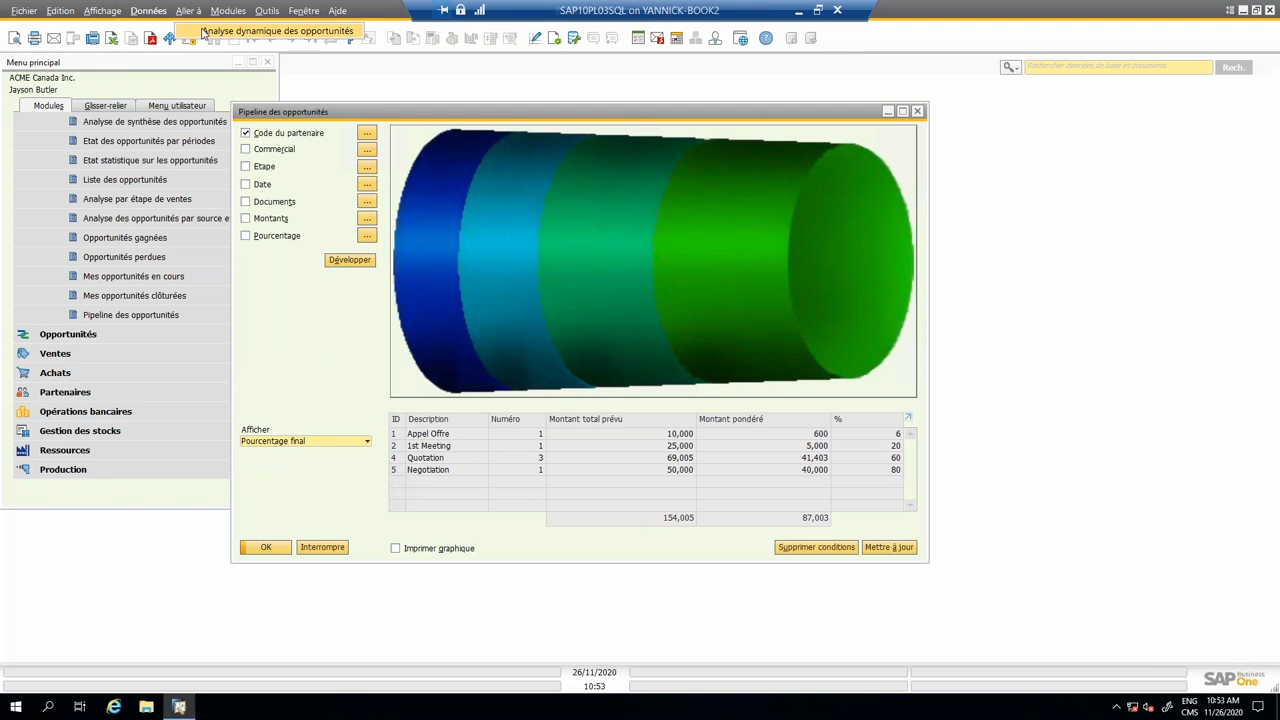 Fichier Edition Affichage Données Aller à Modules Outils Fenêtre Aide
SAP10PL03SQL on YANNICK-BOOK2
Analyse dynamique des opportunités
Menu principal
ACME Canada Inc.
Jayson Butler
Rechercher données de base et documents
Rech.
Modules Glisser-relier Menu utilisateur
Analyse de synthèse des opportunités
Etat des opportunités par périodes
Etat statistique sur les opportunités
Liste des opportunités
Analyse par étape de ventes
Analyse des opportunités par source e
Opportunités gagnées
Opportunités perdues
Mes opportunités en cours
Mes opportunités clôturées
Pipeline des opportunités
Opportunités
Ventes
Achats
Partenaires
Opérations bancaires
Gestion des stocks
Ressources
Production
Pipeline des opportunités
Code du partenaire ...
Commercial ...
Etape ...
Date ...
Documents ...
Montants ...
Pourcentage ...
Développer
Afficher
Pourcentage final
ID Description Numéro Montant total prévu Montant pondéré %
1 Appel Offre 1 10,000 600 6
2 1st Meeting 1 25,000 5,000 20
4 Quotation 3 69,005 41,403 60
5 Negotiation 1 50,000 40,000 80
154,005 87,003
OK Interrompre Imprimer graphique Supprimer conditions Mettre à jour
26/11/2020
10:53
SAP Business One
ENG 10:53 AM
CMS 11/26/2020